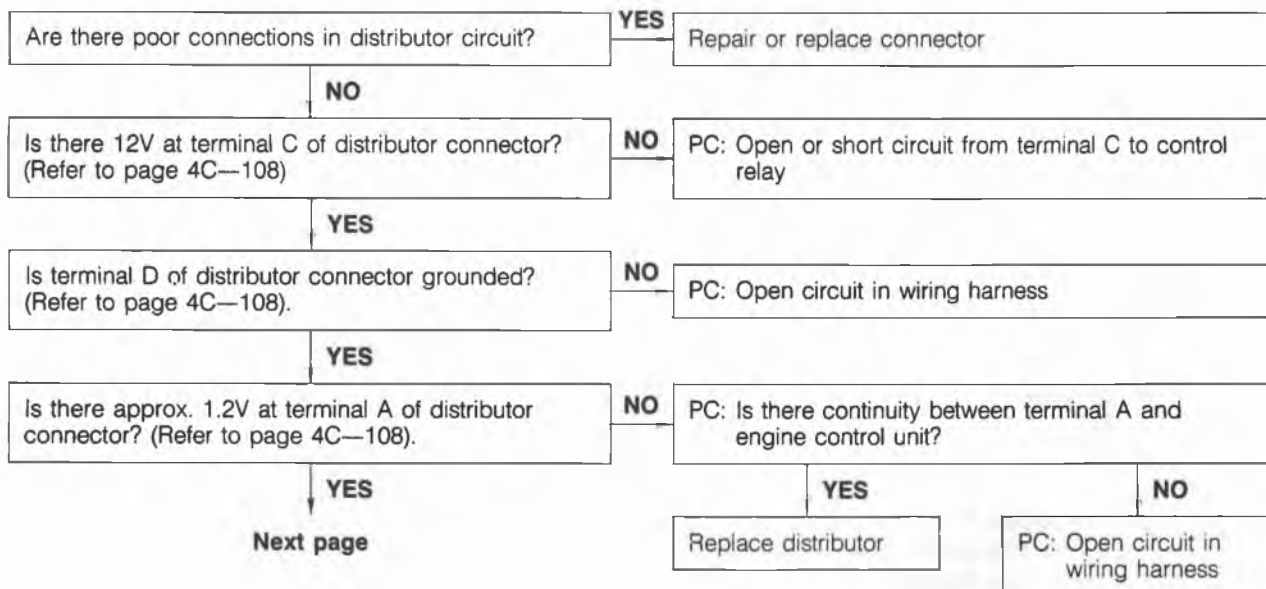 Are there poor connections in distributor circuit?
YES
Repair or replace connector
NO
Is there 12V at terminal C of distributor connector?
(Refer to page 4C—108)
NO
PC: Open or short circuit from terminal C to control
relay
YES
Is terminal D of distributor connector grounded?
(Refer to page 4C—108).
NO
PC: Open circuit in wiring harness
YES
Is there approx. 1.2V at terminal A of distributor
connector? (Refer to page 4C—108).
NO
PC: Is there continuity between terminal A and
engine control unit?
YES
Next page
YES
Replace distributor
NO
PC: Open circuit in
wiring harness